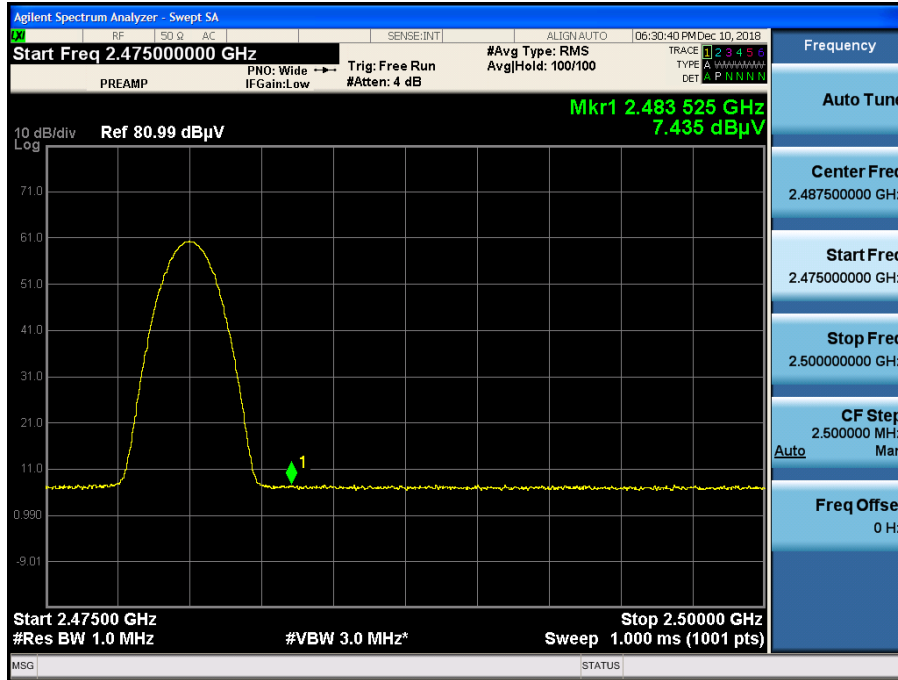 Agilent Spectrum Analyzer - Swept SA
LXI RF 50 Ω AC SENSE:INT ALIGN AUTO 06:30:40 PM Dec 10, 2018
Start Freq 2.475000000 GHz
PREAMP
PNO: Wide
IFGain:Low
Trig: Free Run
#Atten: 4 dB
#Avg Type: RMS
Avg|Hold: 100/100
TRACE 1 2 3 4 5 6
TYPE A WWWWW
DET A P N N N N
Mkr1 2.483 525 GHz
7.435 dBµV
10 dB/div Ref 80.99 dBµV
Log
71.0
61.0
51.0
41.0
31.0
21.0
11.0
0.990
-9.01
1
Start 2.47500 GHz Stop 2.50000 GHz
#Res BW 1.0 MHz #VBW 3.0 MHz* Sweep 1.000 ms (1001 pts)
MSG STATUS
Frequency
Auto Tune
Center Freq
2.487500000 GHz
Start Freq
2.475000000 GHz
Stop Freq
2.500000000 GHz
CF Step
2.500000 MHz
Auto Man
Freq Offset
0 Hz